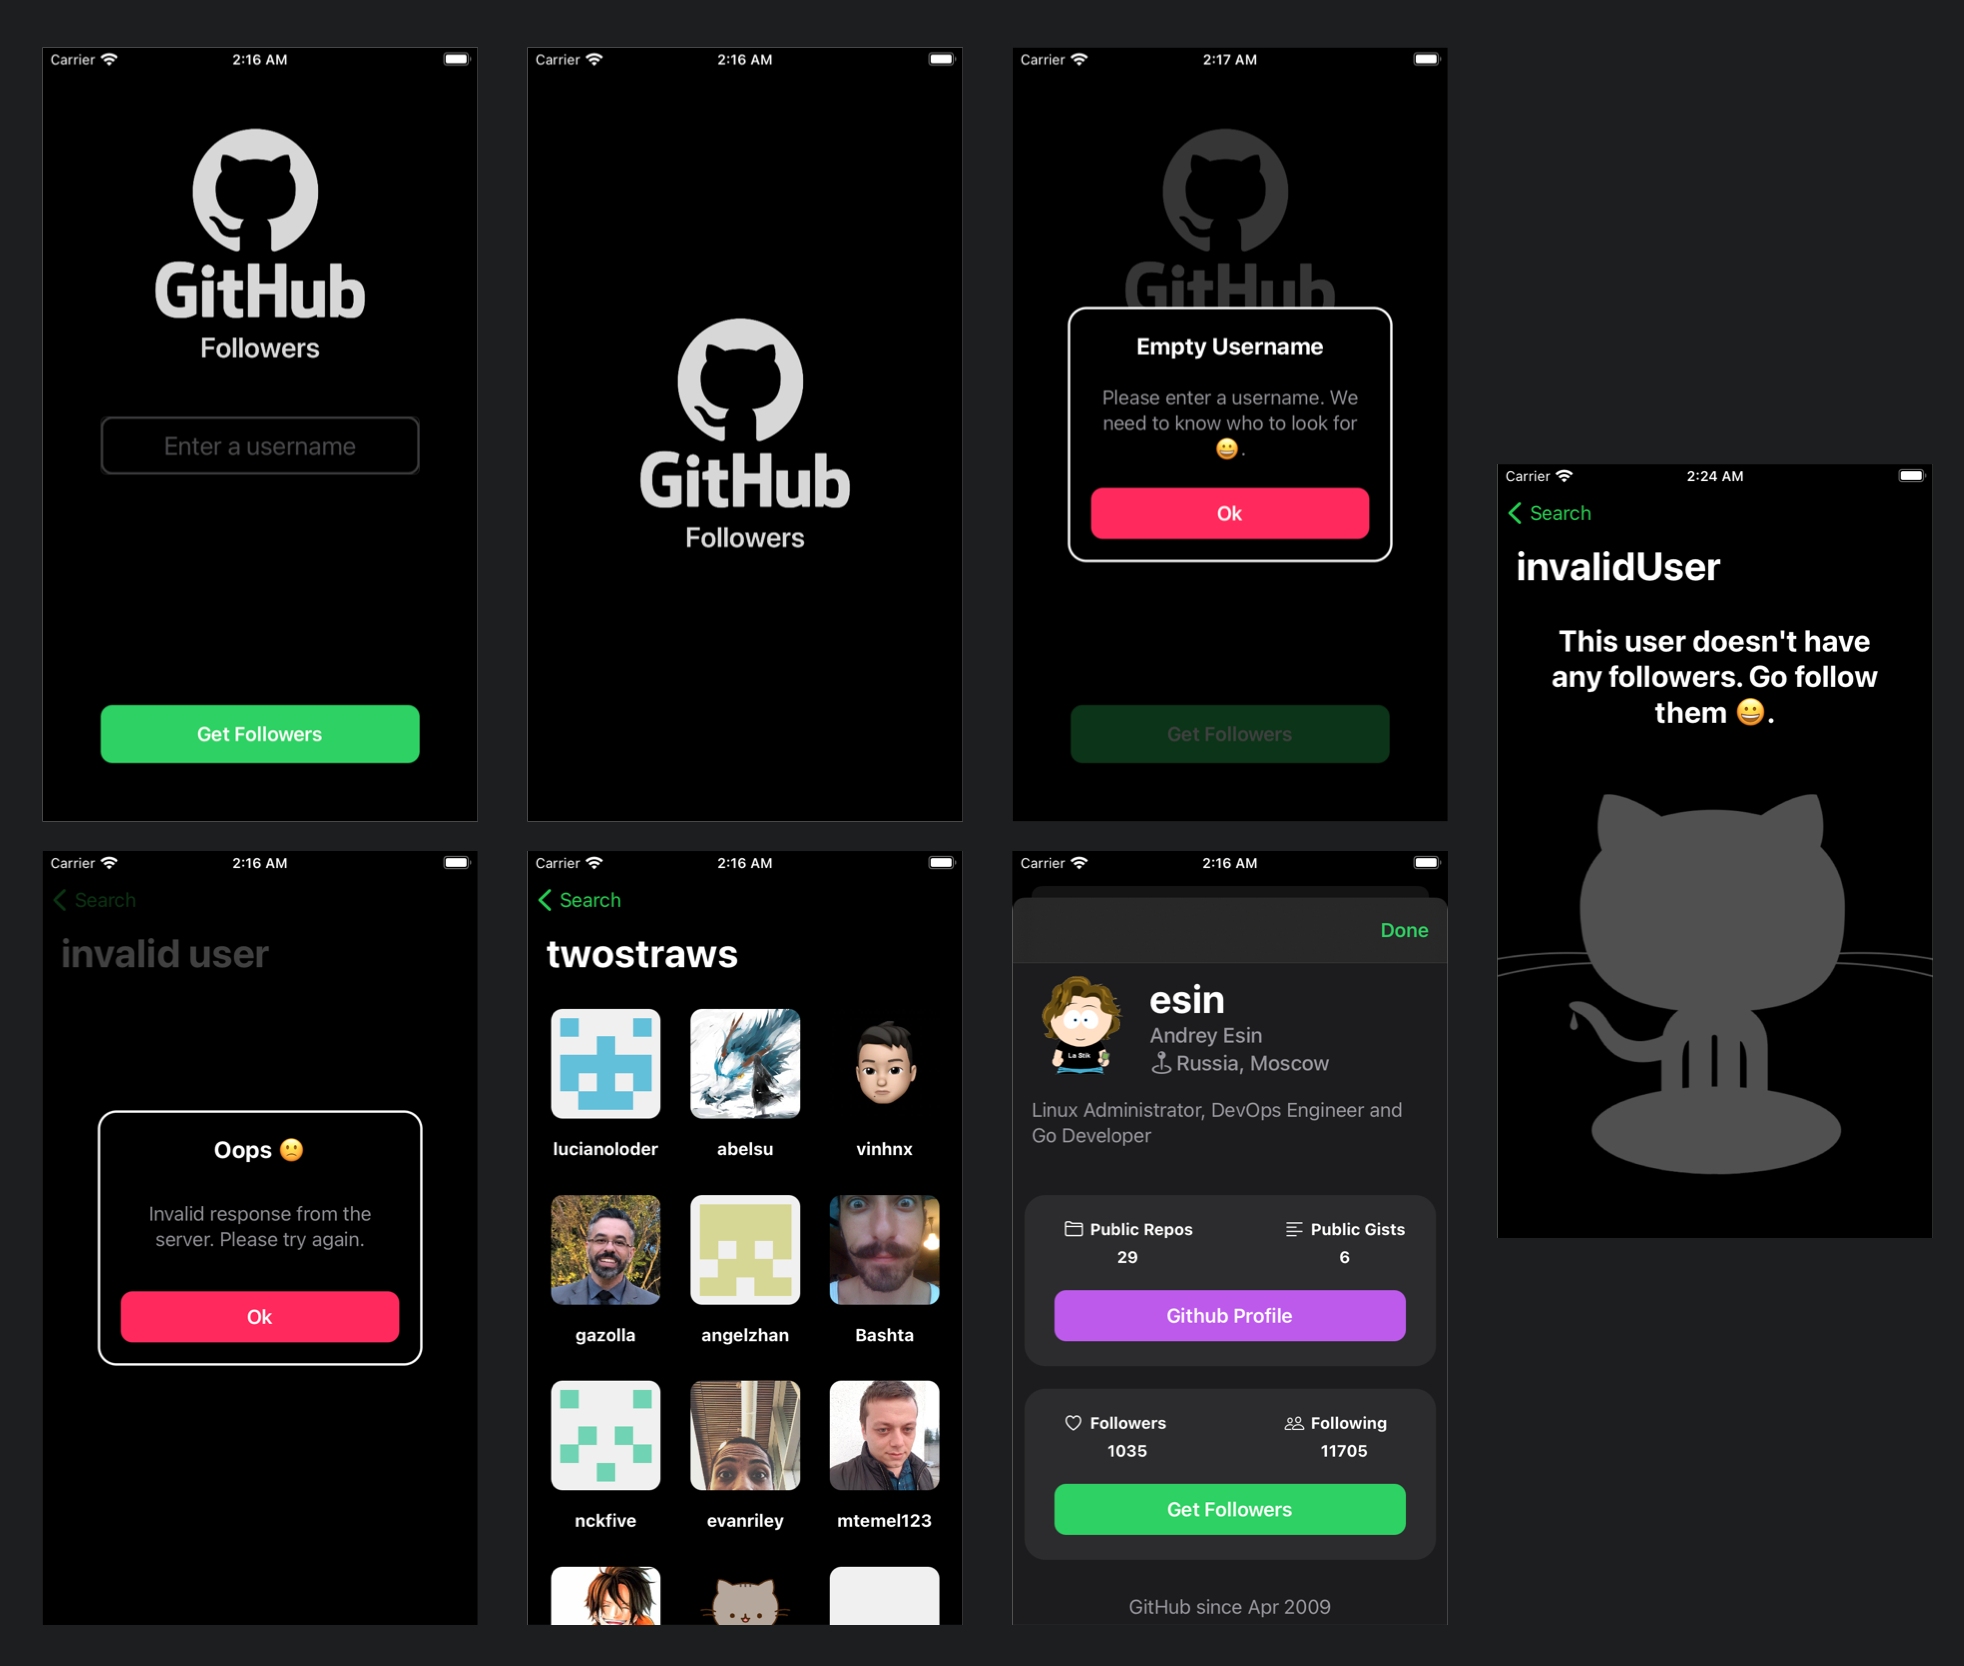 Carrier 2:16 AM
GitHub
Followers
Enter a username
Get Followers
Carrier 2:16 AM
GitHub
Followers
Carrier 2:17 AM
GitHub
Empty Username
Please enter a username. We
need to know who to look for
😀.
Ok
Get Followers
Carrier 2:16 AM
Search
invalid user
Oops 🙁
Invalid response from the
server. Please try again.
Ok
Carrier 2:16 AM
Search
twostraws
lucianoloder abelsu vinhnx
gazolla angelzhan Bashta
nckfive evanriley mtemel123
Carrier 2:16 AM
Done
esin
Andrey Esin
Russia, Moscow
La Stik
Linux Administrator, DevOps Engineer and
Go Developer
Public Repos Public Gists
29 6
Github Profile
Followers Following
1035 11705
Get Followers
GitHub since Apr 2009
Carrier 2:24 AM
Search
invalidUser
This user doesn't have
any followers. Go follow
them 😀.